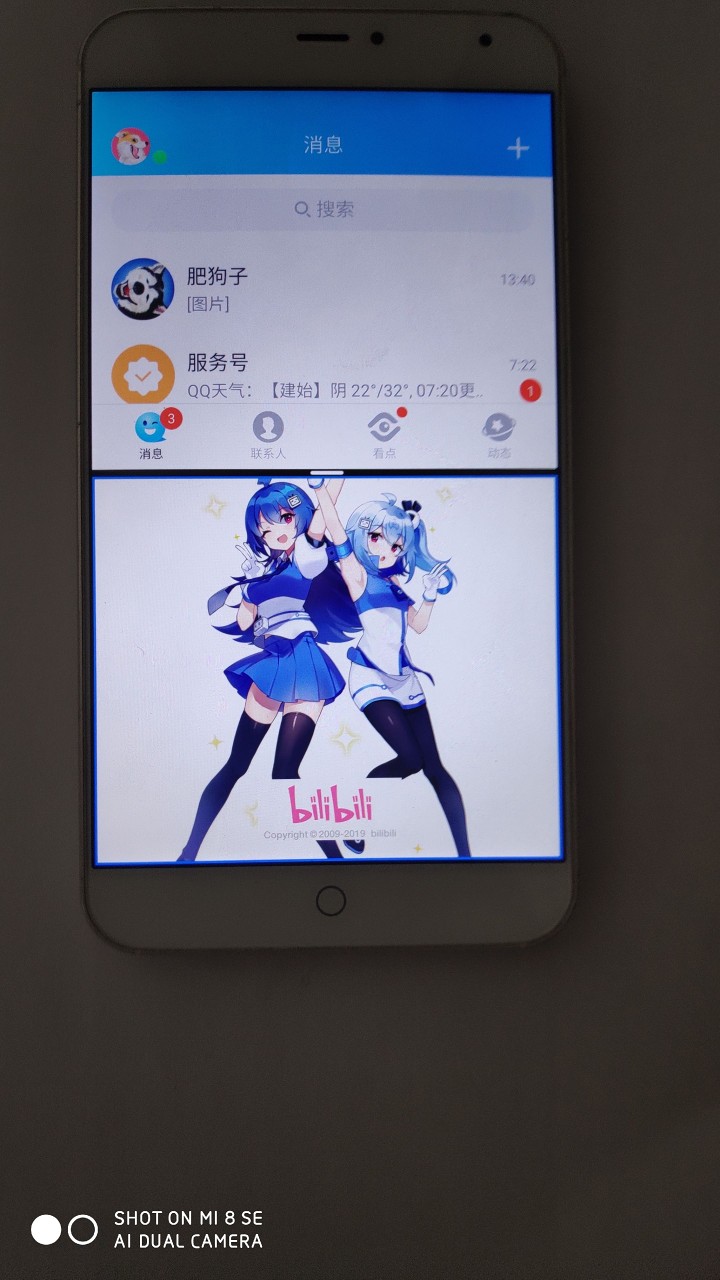 消息
搜索
肥狗子
13:40
[图片]
服务号
7:22
QQ天气：【建始】阴 22°/32°, 07:20更..
1
3
消息
联系人
看点
动态
bilibili
Copyright © 2009-2019 bilibili
SHOT ON MI 8 SE
AI DUAL CAMERA